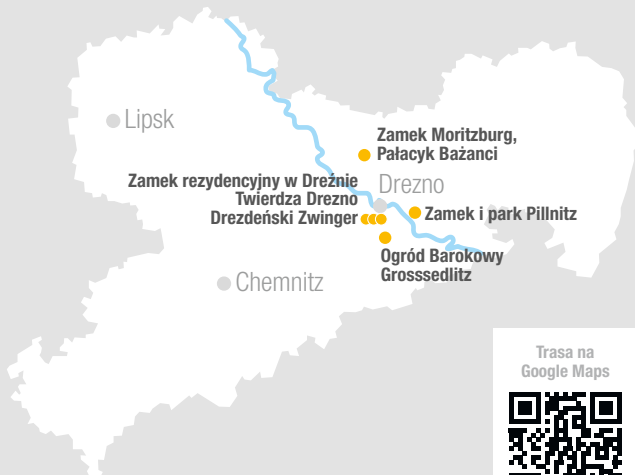 Lipsk
Zamek Moritzburg,
Pałacyk Bażanci
Zamek rezydencyjny w Dreźnie
Twierdza Drezno
Drezdeński Zwinger
Drezno
Zamek i park Pillnitz
Ogród Barokowy
Grosssedlitz
Chemnitz
Trasa na
Google Maps